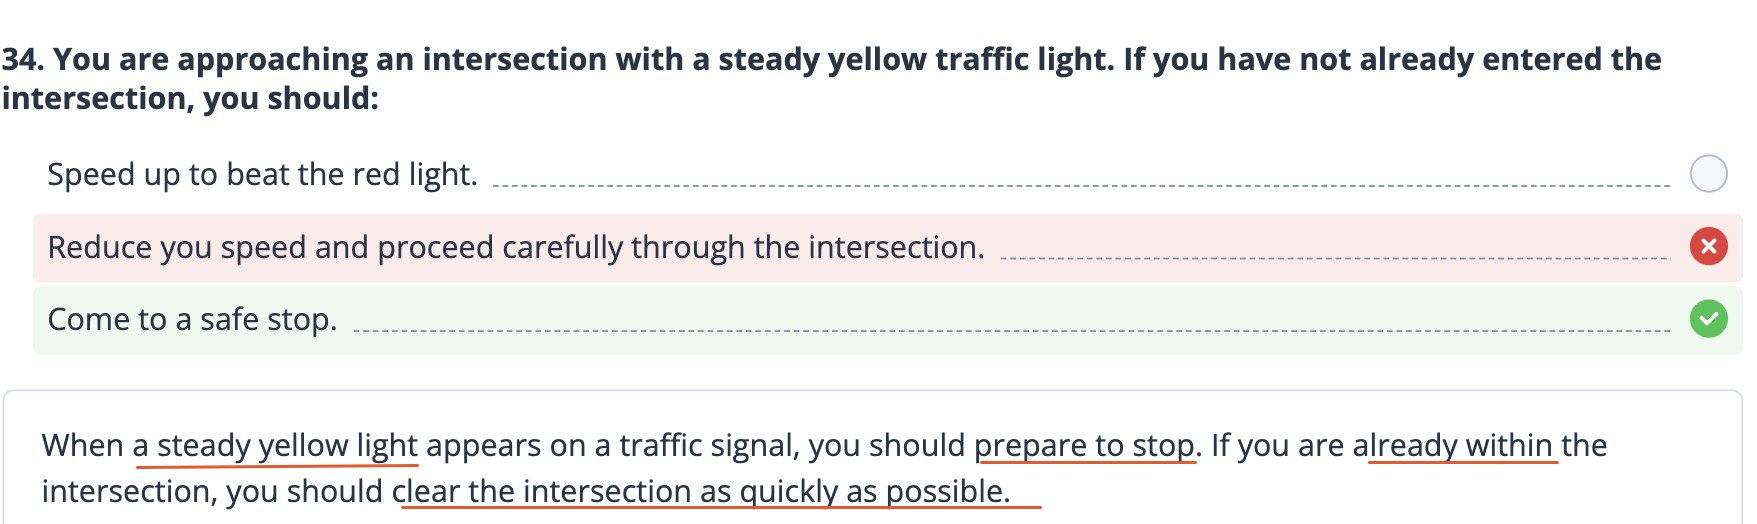 34. You are approaching an intersection with a steady yellow traffic light. If you have not already entered the
intersection, you should:
Speed up to beat the red light.
Reduce you speed and proceed carefully through the intersection.
Come to a safe stop.
When a steady yellow light appears on a traffic signal, you should prepare to stop. If you are already within the
intersection, you should clear the intersection as quickly as possible.